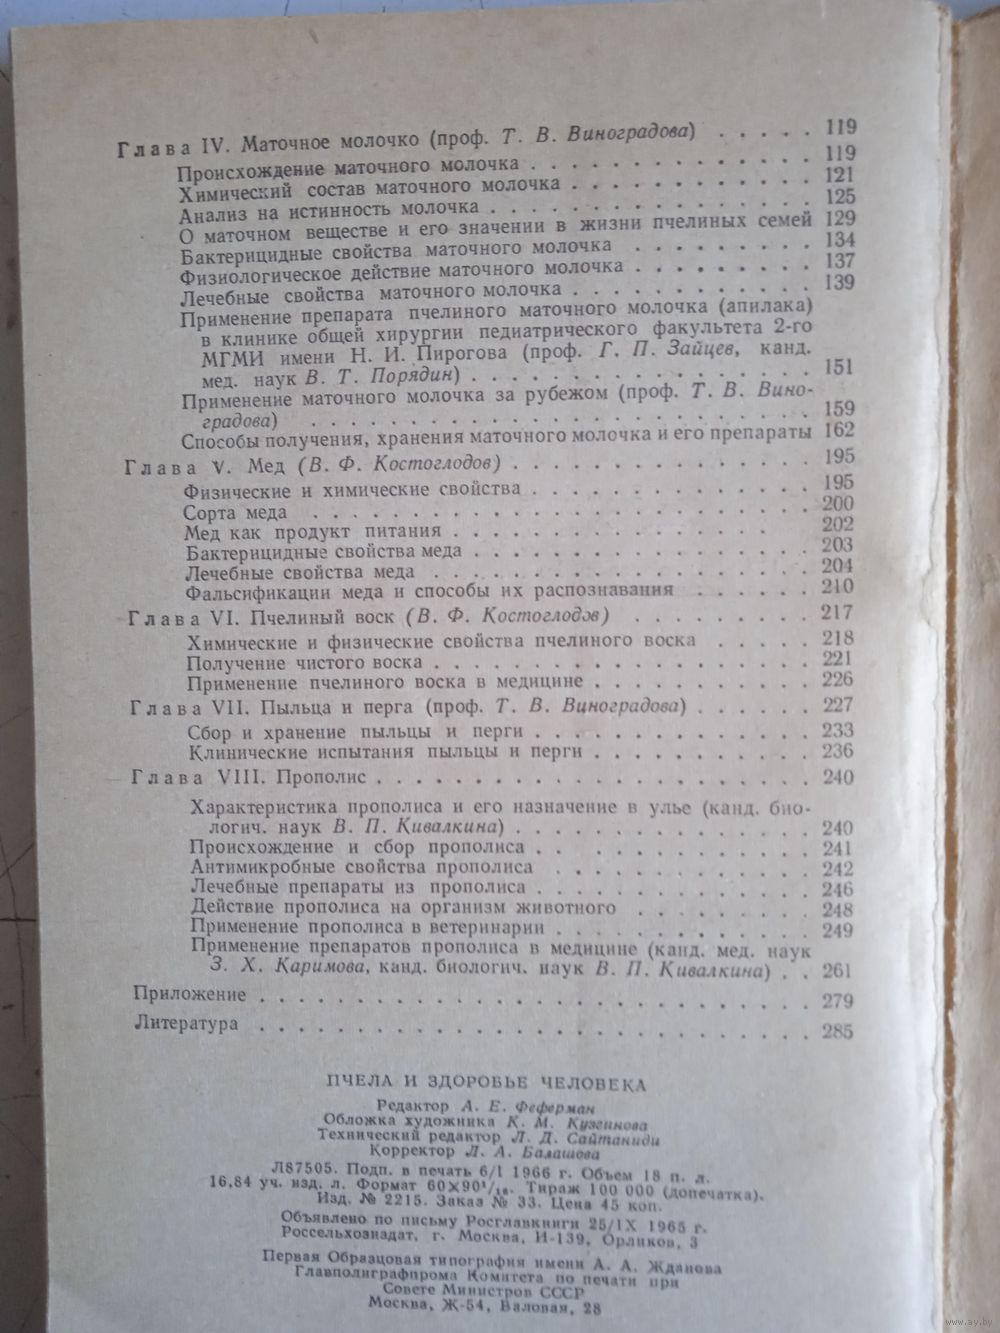 Глава IV. Маточное молочко (проф. Т. В. Виноградова) . . . . . 119
Происхождение маточного молочка . . . . . . . . . . . . 119
Химический состав маточного молочка . . . . . . . . . . . 121
Анализ на истинность молочка . . . . . . . . . . . . . . 125
О маточном веществе и его значении в жизни пчелиных семей 129
Бактерицидные свойства маточного молочка . . . . . . . . . 134
Физиологическое действие маточного молочка . . . . . . . . 137
Лечебные свойства маточного молочка . . . . . . . . . . . 139
Применение препарата пчелиного маточного молочка (апилака)
в клинике общей хирургии педиатрического факультета 2-го
МГМИ имени Н. И. Пирогова (проф. Г. П. Зайцев, канд.
мед. наук В. Т. Порядин) . . . . . . . . . . . . . . . 151
Применение маточного молочка за рубежом (проф. Т. В. Вино-
градова) . . . . . . . . . . . . . . . . . . . . . 159
Способы получения, хранения маточного молочка и его препараты 162
Глава V. Мед (В. Ф. Костоглодов) . . . . . . . . . . . . 195
Физические и химические свойства . . . . . . . . . . . . 195
Сорта меда . . . . . . . . . . . . . . . . . . . . . 200
Мед как продукт питания . . . . . . . . . . . . . . 202
Бактерицидные свойства меда . . . . . . . . . . . . . . 203
Лечебные свойства меда . . . . . . . . . . . . . . . . 204
Фальсификации меда и способы их распознавания . . . . . . 210
Глава VI. Пчелиный воск (В. Ф. Костоглодов) . . . . . . . 217
Химические и физические свойства пчелиного воска . . . . . 218
Получение чистого воска . . . . . . . . . . . . . . . . 221
Применение пчелиного воска в медицине . . . . . . . . . . 226
Глава VII. Пыльца и перга (проф. Т. В. Виноградова) . . . . . . 227
Сбор и хранение пыльцы и перги . . . . . . . . . . . . 233
Клинические испытания пыльцы и перги . . . . . . . . . . 236
Глава VIII. Прополис . . . . . . . . . . . . . . . . . . 240
Характеристика прополиса и его назначение в улье (канд. био-
логич. наук В. П. Кивалкина) . . . . . . . . . . . . . 240
Происхождение и сбор прополиса . . . . . . . . . . . . 241
Антимикробные свойства прополиса . . . . . . . . . . . 242
Лечебные препараты из прополиса . . . . . . . . . . . . 246
Действие прополиса на организм животного . . . . . . . . 248
Применение прополиса в ветеринарии . . . . . . . . . . . 249
Применение препаратов прополиса в медицине (канд. мед. наук
З. Х. Каримова, канд. биологич. наук В. П. Кивалкина) . . 261
Приложение . . . . . . . . . . . . . . . . . . . . . . 279
Литература . . . . . . . . . . . . . . . . . . . . . . 285
ПЧЕЛА И ЗДОРОВЬЕ ЧЕЛОВЕКА
Редактор А. Е. Феферман
Обложка художника К. М. Кузгинова
Технический редактор Л. Д. Сайтаниди
Корректор Л. А. Балашова
Л87505. Подп. в печать 6/I 1966 г. Объем 18 п. л.
16,84 уч. изд. л. Формат 60×90¹/₁₆. Тираж 100 000 (допечатка).
Изд. № 2215. Заказ № 33. Цена 45 коп.
Объявлено по письму Росглавкниги 25/IX 1965 г.
Россельхозиздат, г. Москва, И-139, Орликов, 3
Первая Образцовая типография имени А. А. Жданова
Главполиграфпрома Комитета по печати при
Совете Министров СССР
Москва, Ж-54, Валовая, 28
www.ay.by